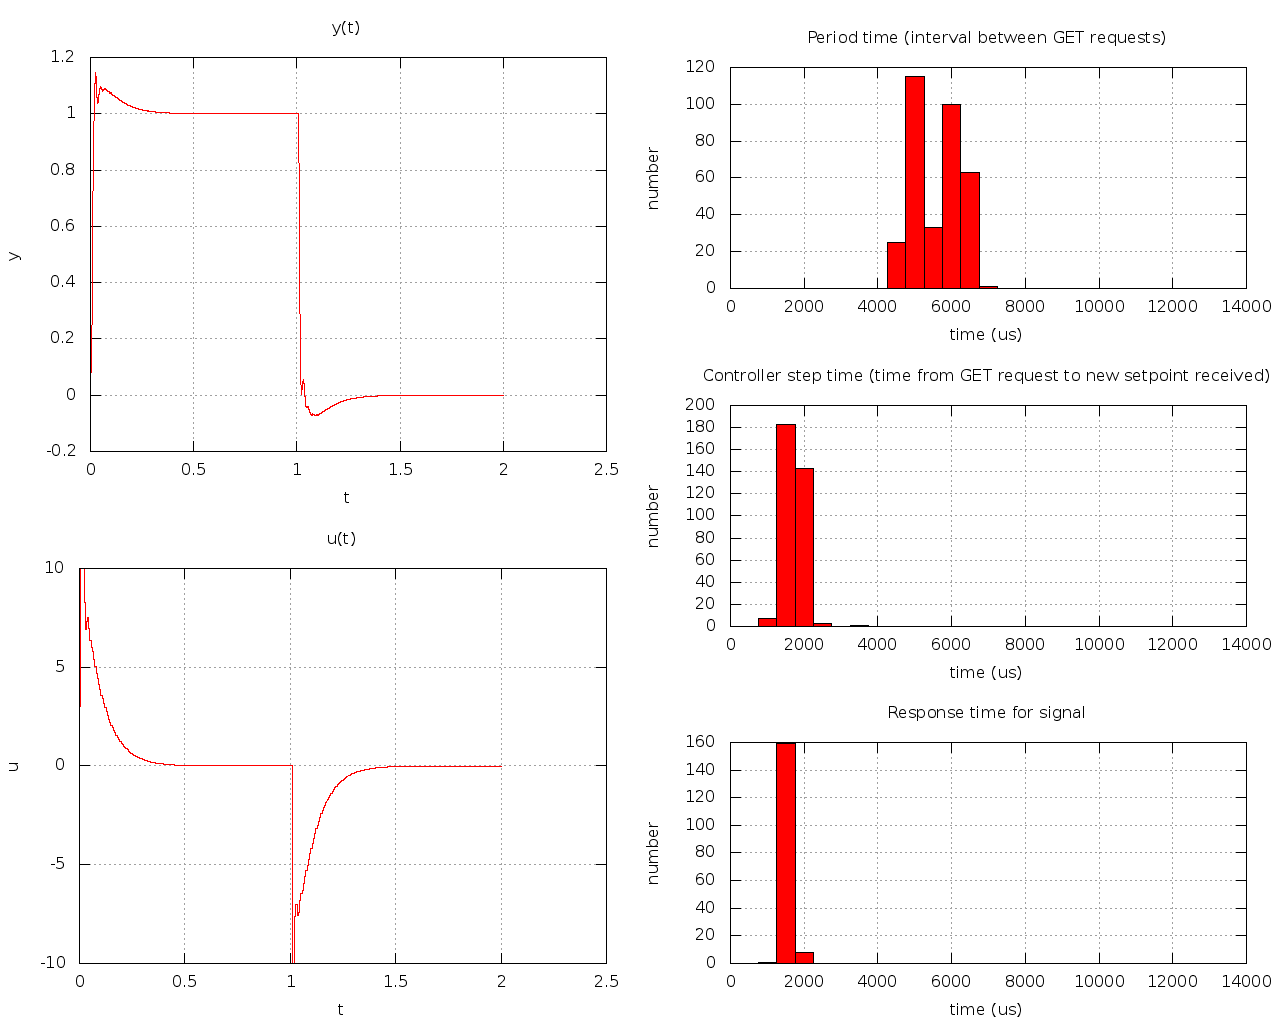 y(t)
1.2
1
0.8
0.6
0.4
0.2
0
-0.2
y
0 0.5 1 1.5 2 2.5
t
u(t)
10
5
0
-5
-10
u
0 0.5 1 1.5 2 2.5
t
Period time (interval between GET requests)
120
100
80
60
40
20
0
number
0 2000 4000 6000 8000 10000 12000 14000
time (us)
Controller step time (time from GET request to new setpoint received)
200
180
160
140
120
100
80
60
40
20
0
number
0 2000 4000 6000 8000 10000 12000 14000
time (us)
Response time for signal
160
140
120
100
80
60
40
20
0
number
0 2000 4000 6000 8000 10000 12000 14000
time (us)